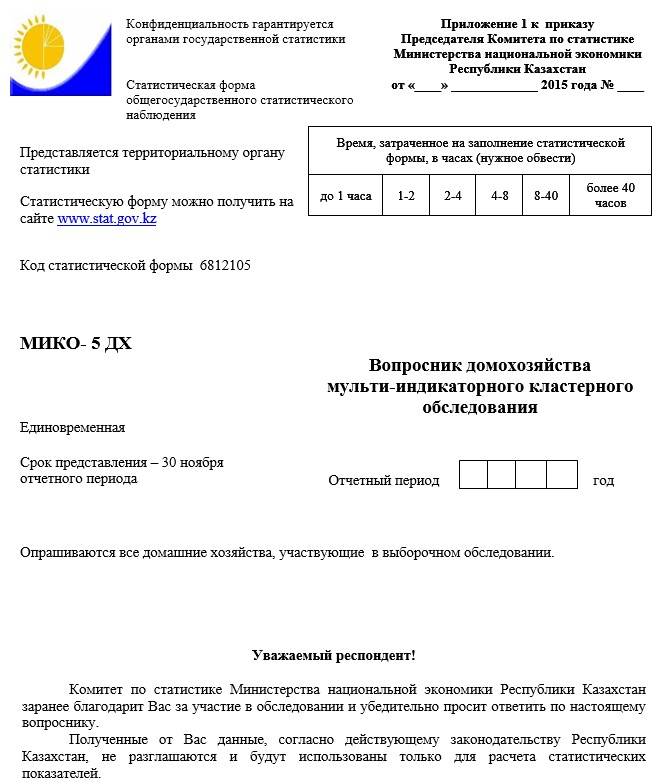 Конфиденциальность гарантируется
органами государственной статистики
Статистическая форма
общегосударственного статистического
наблюдения
Приложение 1 к приказу
Председателя Комитета по статистике
Министерства национальной экономики
Республики Казахстан
от «____» _____________ 2015 года № ____
Представляется территориальному органу
статистики
Статистическую форму можно получить на
сайте www.stat.gov.kz
Время, затраченное на заполнение статистической
формы, в часах (нужное обвести)
до 1 часа 1-2 2-4 4-8 8-40 более 40
часов
Код статистической формы 6812105
МИКО- 5 ДХ
Вопросник домохозяйства
мульти-индикаторного кластерного
обследования
Единовременная
Срок представления – 30 ноября
отчетного периода
Отчетный период год
Опрашиваются все домашние хозяйства, участвующие в выборочном обследовании.
Уважаемый респондент!
Комитет по статистике Министерства национальной экономики Республики Казахстан
заранее благодарит Вас за участие в обследовании и убедительно просит ответить по настоящему
вопроснику.
Полученные от Вас данные, согласно действующему законодательству Республики
Казахстан, не разглашаются и будут использованы только для расчета статистических
показателей.